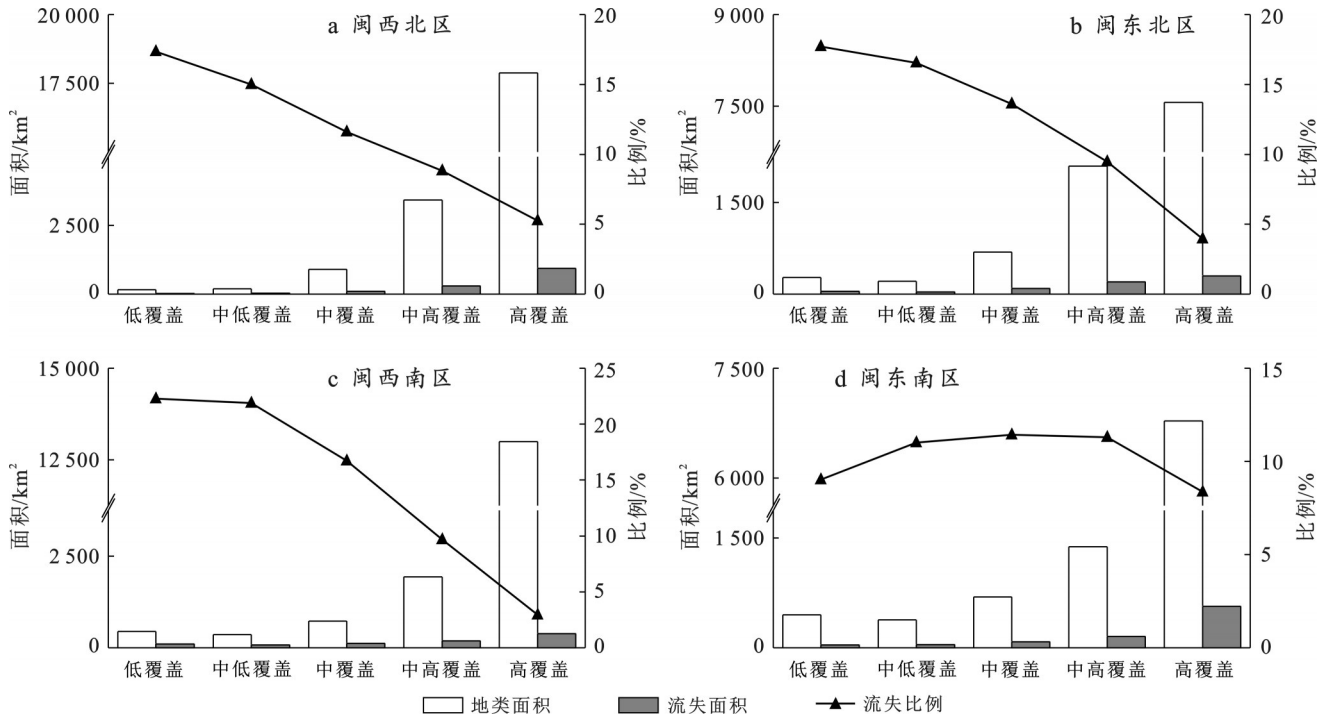 a 闽西北区
20 000
17 500
2 500
0
面积/km²
20
15
10
5
0
比例/%
低覆盖 中低覆盖 中覆盖 中高覆盖 高覆盖
b 闽东北区
9 000
7 500
1 500
0
面积/km²
20
15
10
5
0
比例/%
低覆盖 中低覆盖 中覆盖 中高覆盖 高覆盖
c 闽西南区
15 000
12 500
2 500
0
面积/km²
25
20
15
10
5
0
比例/%
低覆盖 中低覆盖 中覆盖 中高覆盖 高覆盖
d 闽东南区
7 500
6 000
1 500
0
面积/km²
15
10
5
0
比例/%
低覆盖 中低覆盖 中覆盖 中高覆盖 高覆盖
地类面积 流失面积 流失比例